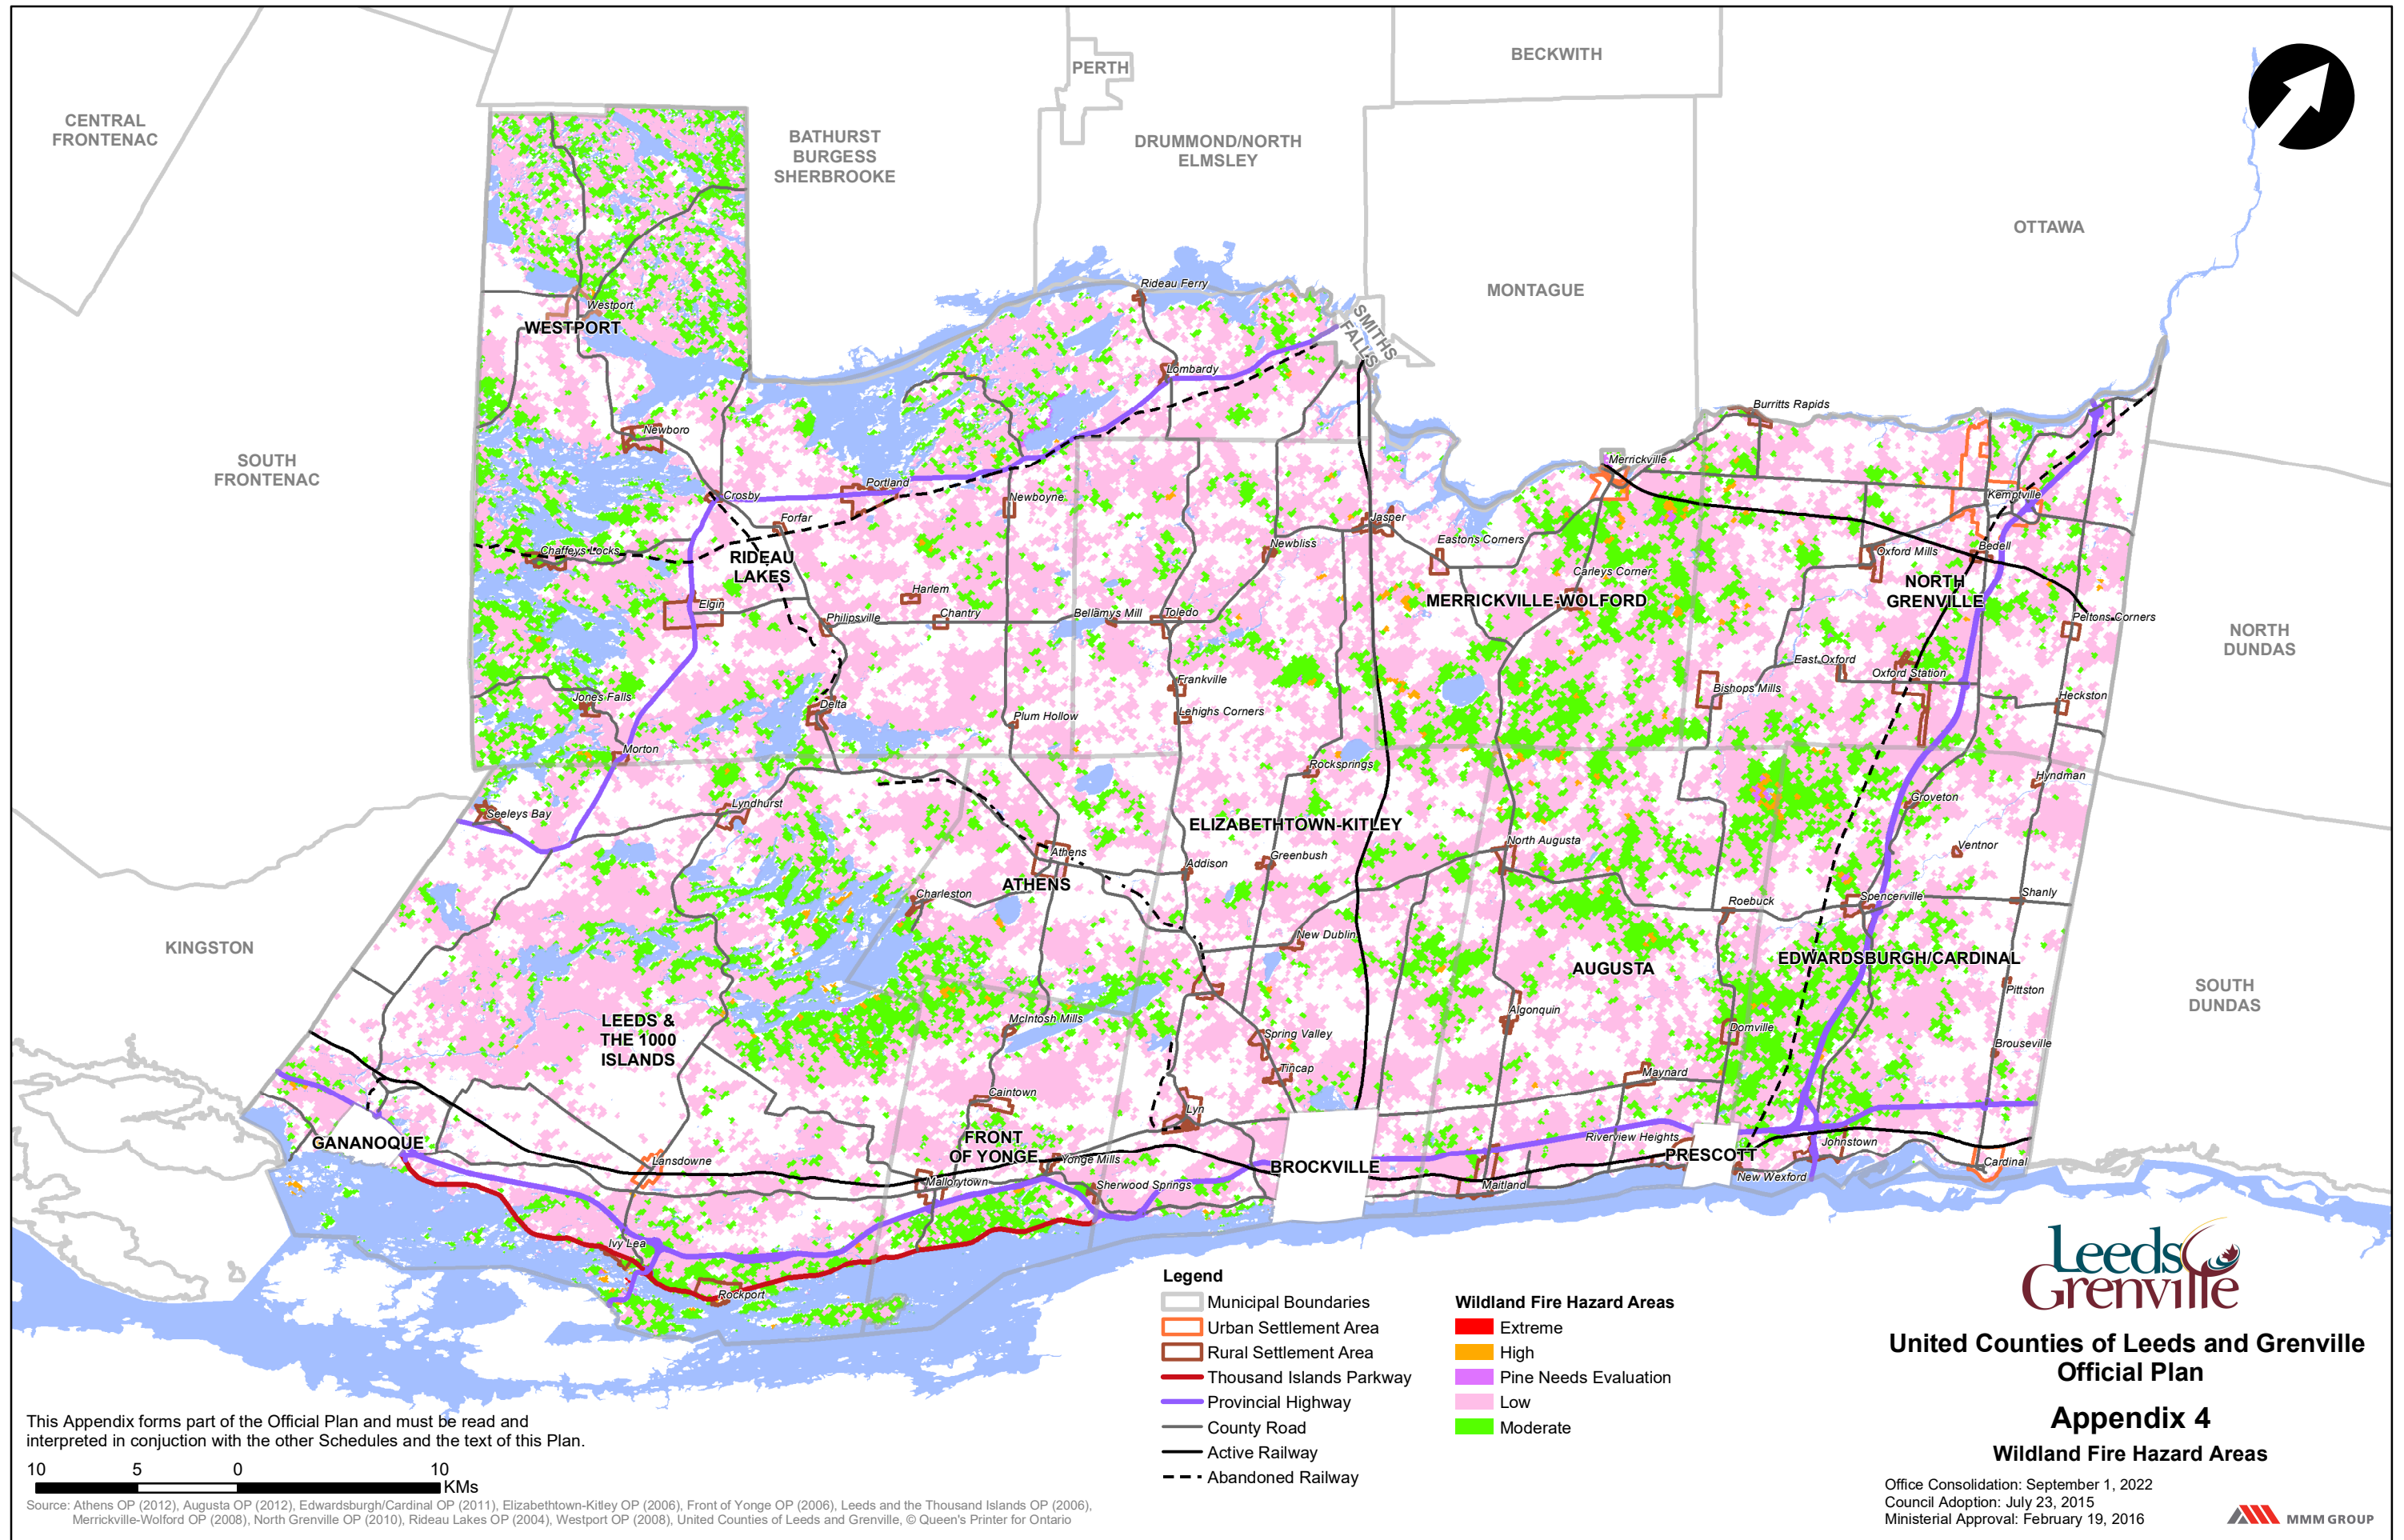 CENTRAL
FRONTENAC
PERTH
BECKWITH
BATHURST
BURGESS
SHERBROOKE
DRUMMOND/NORTH
ELMSLEY
OTTAWA
MONTAGUE
SMITHS
FALLS
Rideau Ferry
Westport
WESTPORT
Lombardy
Burritts Rapids
Newboro
SOUTH
FRONTENAC
Merrickville
Portland
Crosby
Newboyne
Kemptville
Forfar
Jasper
Eastons Corners
Newbliss
Chaffeys Locks
RIDEAU
LAKES
Oxford Mills
Bedell
Carleys Corner
NORTH
GRENVILLE
MERRICKVILLE-WOLFORD
Harlem
Elgin
Philipsville
Chantry
Bellamys Mill
Toledo
Peltons Corners
NORTH
DUNDAS
East Oxford
Oxford Station
Frankville
Bishops Mills
Jones Falls
Delta
Plum Hollow
Lehighs Corners
Heckston
Morton
Rocksprings
Hyndman
Seeleys Bay
Lyndhurst
Groveton
ELIZABETHTOWN-KITLEY
Athens
North Augusta
Ventnor
Addison
Greenbush
ATHENS
Charleston
Roebuck
Spencerville
Shanly
KINGSTON
New Dublin
AUGUSTA
EDWARDSBURGH/CARDINAL
Pittston
SOUTH
DUNDAS
LEEDS &
THE 1000
ISLANDS
McIntosh Mills
Algonquin
Spring Valley
Domville
Brouseville
Tincap
Maynard
Caintown
Lyn
GANANOQUE
FRONT
OF YONGE
Riverview Heights
Johnstown
Lansdowne
Yonge Mills
BROCKVILLE
PRESCOTT
Cardinal
Mallorytown
Sherwood Springs
Maitland
New Wexford
Ivy Lea
Rockport
Legend
Municipal Boundaries
Urban Settlement Area
Rural Settlement Area
Thousand Islands Parkway
Provincial Highway
County Road
Active Railway
Abandoned Railway
Wildland Fire Hazard Areas
Extreme
High
Pine Needs Evaluation
Low
Moderate
Leeds
Grenville
United Counties of Leeds and Grenville
Official Plan
Appendix 4
Wildland Fire Hazard Areas
Office Consolidation: September 1, 2022
Council Adoption: July 23, 2015
Ministerial Approval: February 19, 2016
MMM GROUP
This Appendix forms part of the Official Plan and must be read and
interpreted in conjuction with the other Schedules and the text of this Plan.
10 5 0 10
KMs
Source: Athens OP (2012), Augusta OP (2012), Edwardsburgh/Cardinal OP (2011), Elizabethtown-Kitley OP (2006), Front of Yonge OP (2006), Leeds and the Thousand Islands OP (2006),
Merrickville-Wolford OP (2008), North Grenville OP (2010), Rideau Lakes OP (2004), Westport OP (2008), United Counties of Leeds and Grenville, © Queen's Printer for Ontario